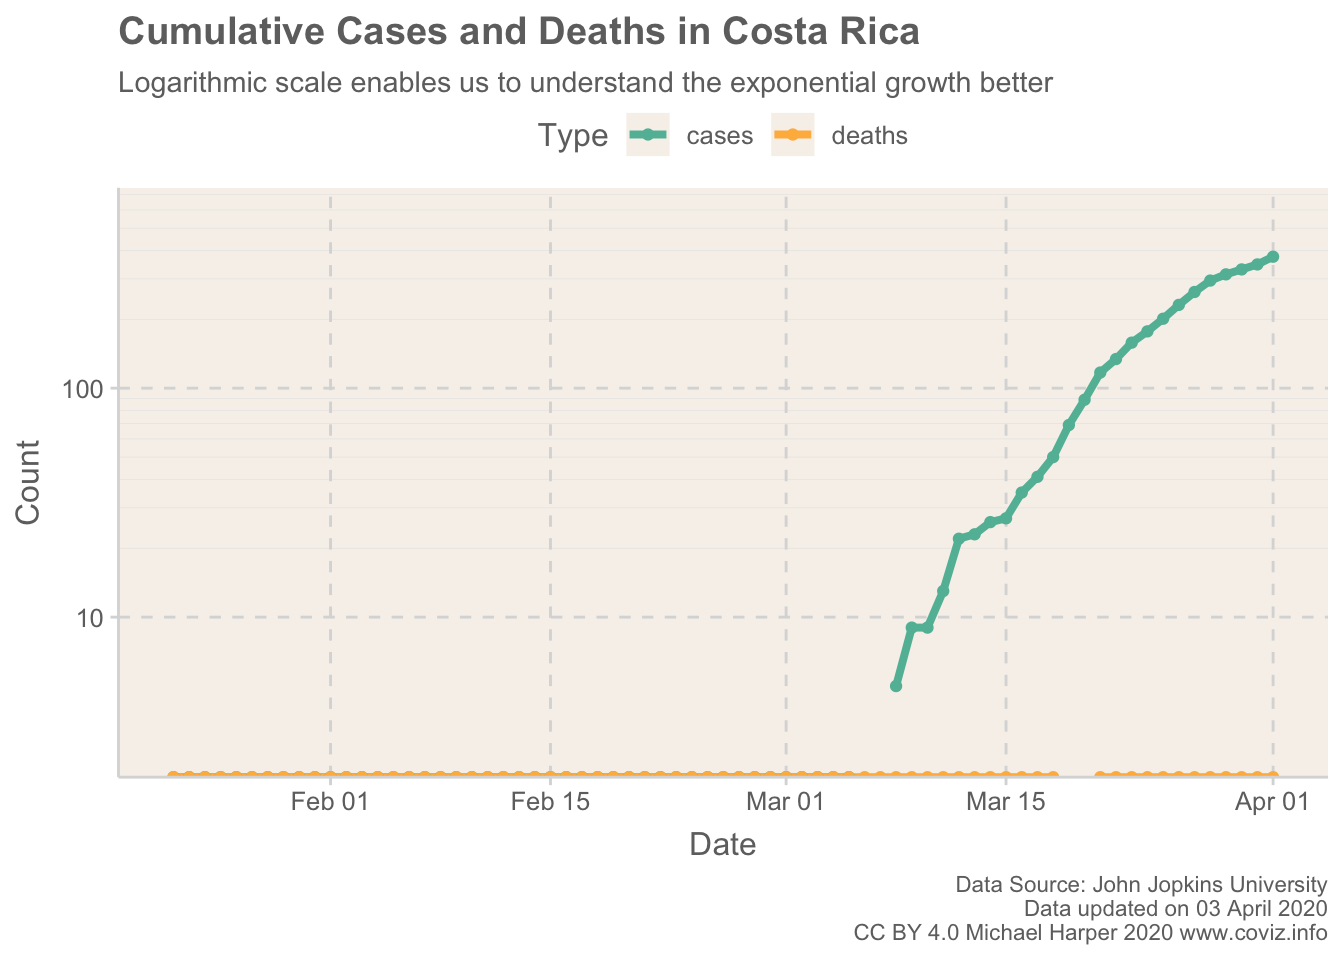 Cumulative Cases and Deaths in Costa Rica
Logarithmic scale enables us to understand the exponential growth better
Type cases deaths
100
10
Count
Feb 01 Feb 15 Mar 01 Mar 15 Apr 01
Date
Data Source: John Jopkins University
Data updated on 03 April 2020
CC BY 4.0 Michael Harper 2020 www.coviz.info